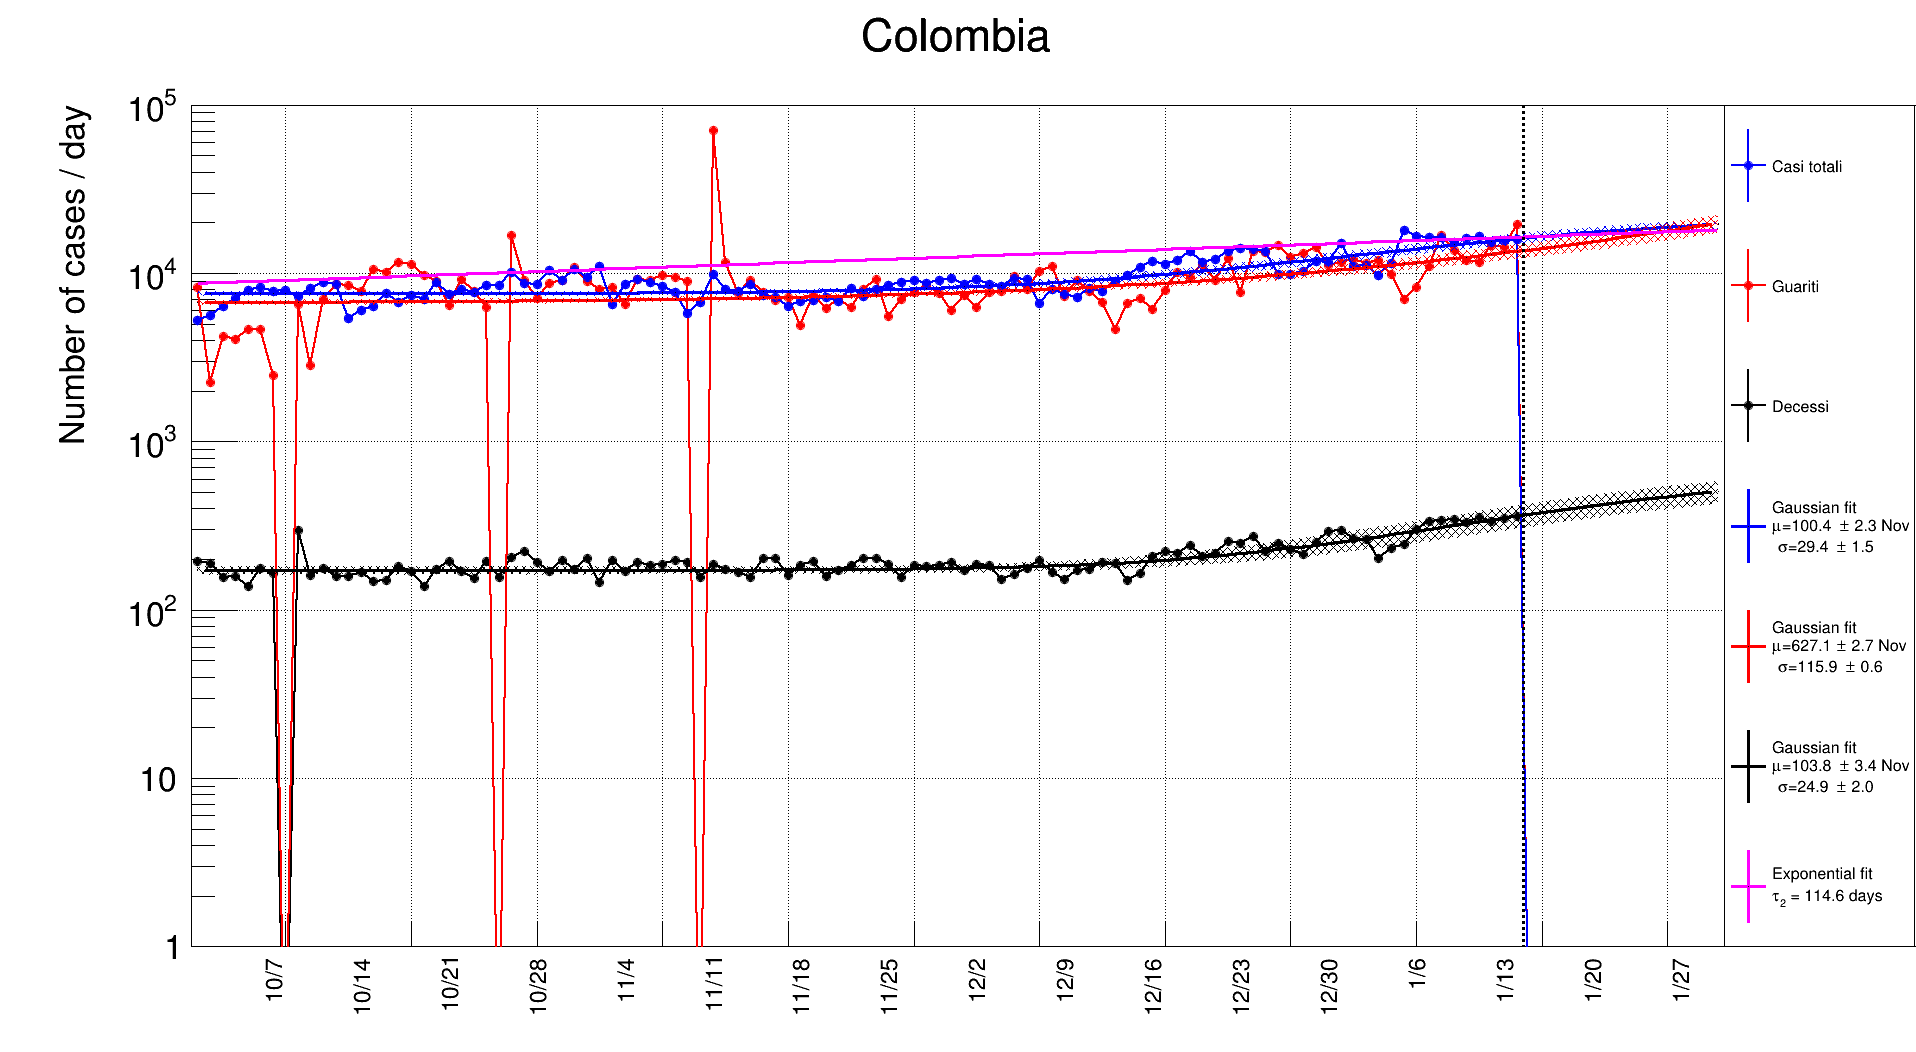 Colombia
Number of cases / day
10^5
10^4
10^3
10^2
10
1
10/7
10/14
10/21
10/28
11/4
11/11
11/18
11/25
12/2
12/9
12/16
12/23
12/30
1/6
1/13
1/20
1/27
Casi totali
Guariti
Decessi
Gaussian fit
μ=100.4 ± 2.3 Nov
σ=29.4 ± 1.5
Gaussian fit
μ=627.1 ± 2.7 Nov
σ=115.9 ± 0.6
Gaussian fit
μ=103.8 ± 3.4 Nov
σ=24.9 ± 2.0
Exponential fit
τ₂ = 114.6 days